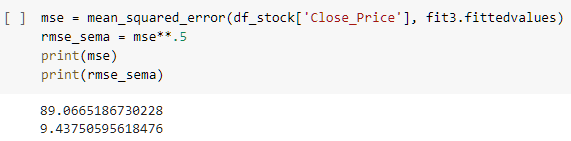 [ ] mse = mean_squared_error(df_stock['Close_Price'], fit3.fittedvalues)
rmse_sema = mse**.5
print(mse)
print(rmse_sema)
89.0665186730228
9.43750595618476